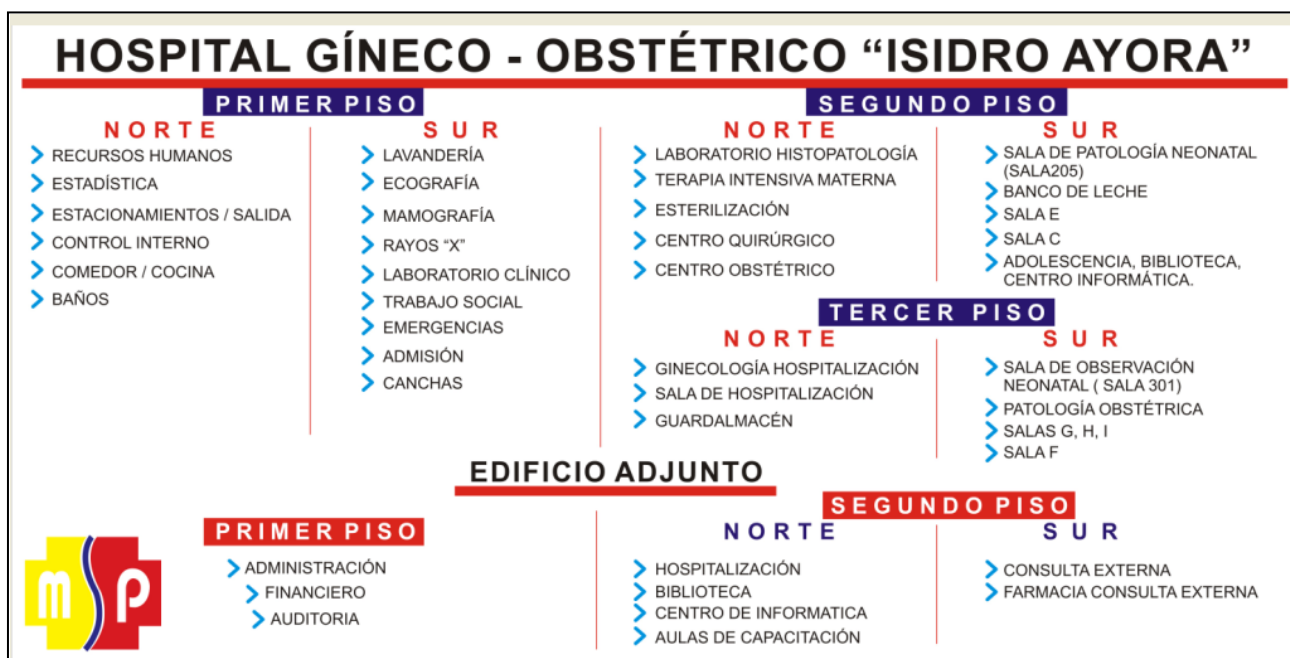 HOSPITAL GÍNECO - OBSTÉTRICO “ISIDRO AYORA”
PRIMER PISO
NORTE
RECURSOS HUMANOS
ESTADÍSTICA
ESTACIONAMIENTOS / SALIDA
CONTROL INTERNO
COMEDOR / COCINA
BAÑOS
SUR
LAVANDERÍA
ECOGRAFÍA
MAMOGRAFÍA
RAYOS “X”
LABORATORIO CLÍNICO
TRABAJO SOCIAL
EMERGENCIAS
ADMISIÓN
CANCHAS
SEGUNDO PISO
NORTE
LABORATORIO HISTOPATOLOGÍA
TERAPIA INTENSIVA MATERNA
ESTERILIZACIÓN
CENTRO QUIRÚRGICO
CENTRO OBSTÉTRICO
SUR
SALA DE PATOLOGÍA NEONATAL
(SALA205)
BANCO DE LECHE
SALA E
SALA C
ADOLESCENCIA, BIBLIOTECA,
CENTRO INFORMÁTICA.
TERCER PISO
NORTE
GINECOLOGÍA HOSPITALIZACIÓN
SALA DE HOSPITALIZACIÓN
GUARDALMACÉN
SUR
SALA DE OBSERVACIÓN
NEONATAL ( SALA 301)
PATOLOGÍA OBSTÉTRICA
SALAS G, H, I
SALA F
EDIFICIO ADJUNTO
PRIMER PISO
ADMINISTRACIÓN
FINANCIERO
AUDITORIA
SEGUNDO PISO
NORTE
HOSPITALIZACIÓN
BIBLIOTECA
CENTRO DE INFORMATICA
AULAS DE CAPACITACIÓN
SUR
CONSULTA EXTERNA
FARMACIA CONSULTA EXTERNA
msp